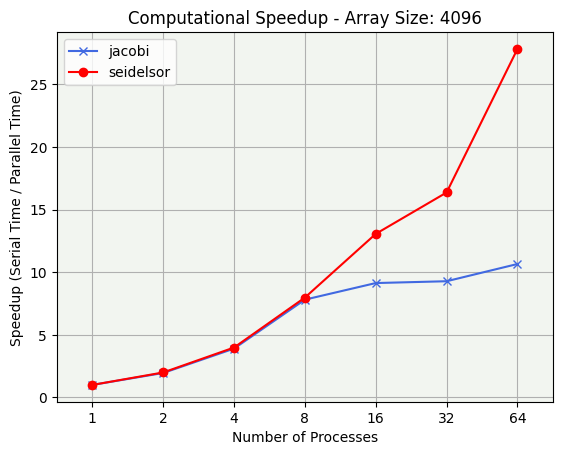 Computational Speedup - Array Size: 4096
jacobi
seidelsor
Speedup (Serial Time / Parallel Time)
25
20
15
10
5
0
1 2 4 8 16 32 64
Number of Processes